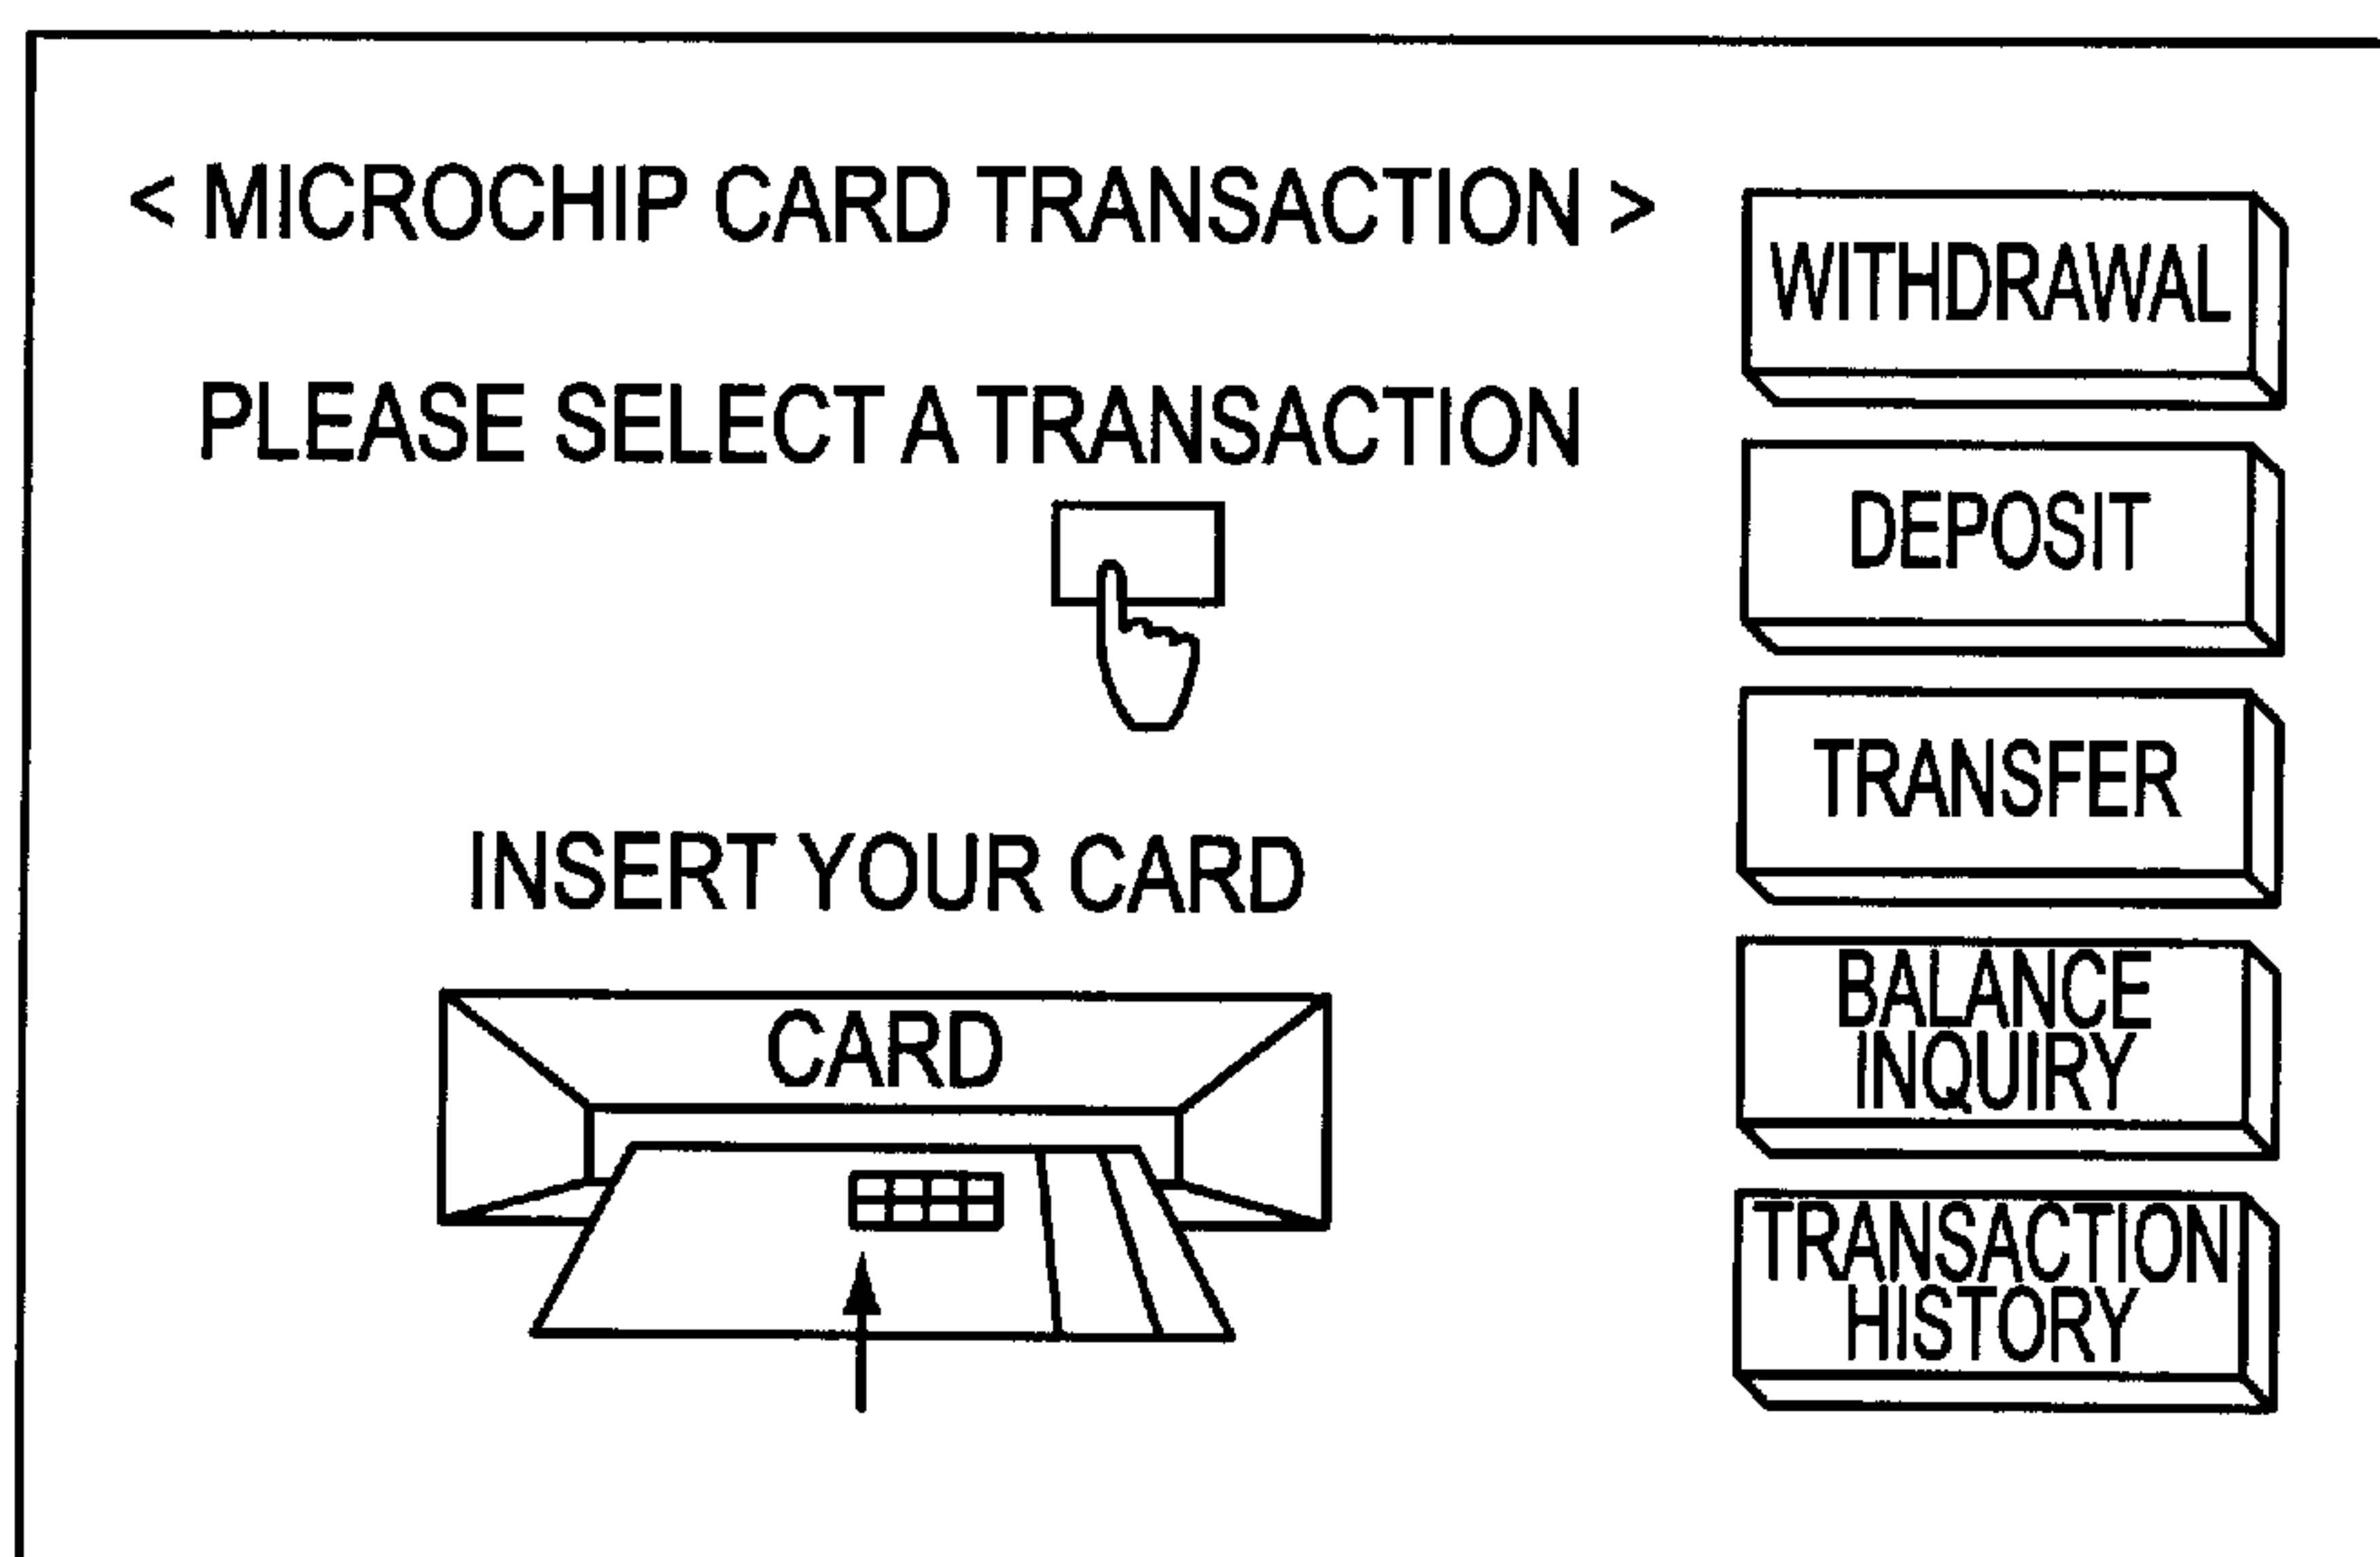 < MICROCHIP CARD TRANSACTION >
PLEASE SELECT A TRANSACTION
INSERT YOUR CARD
CARD
WITHDRAWAL
DEPOSIT
TRANSFER
BALANCE
INQUIRY
TRANSACTION
HISTORY